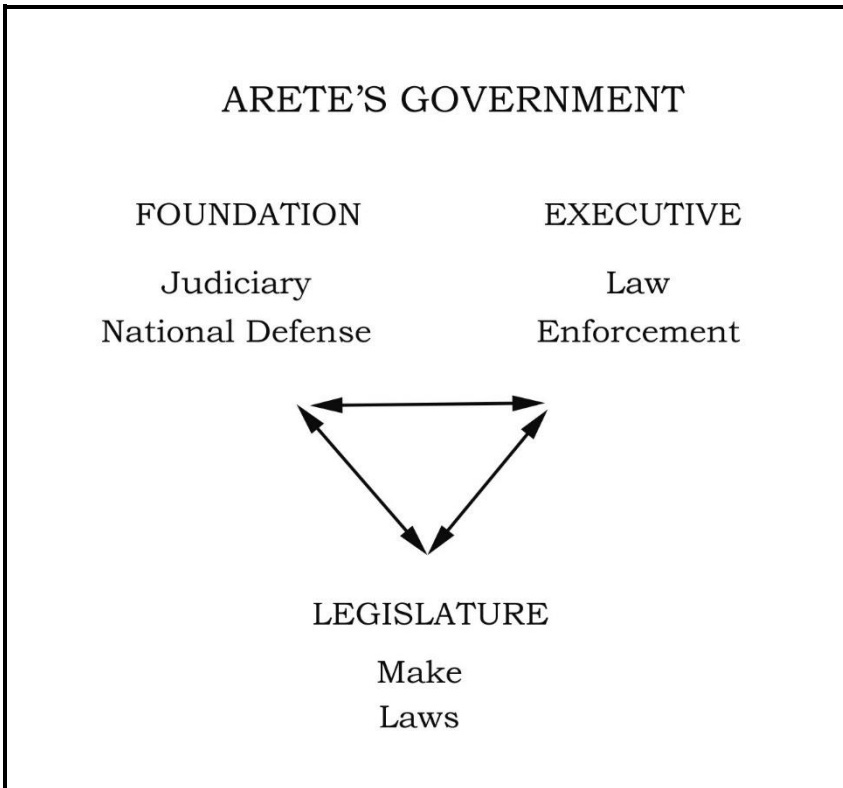 ARETE’S GOVERNMENT
FOUNDATION
Judiciary
National Defense
EXECUTIVE
Law
Enforcement
LEGISLATURE
Make
Laws